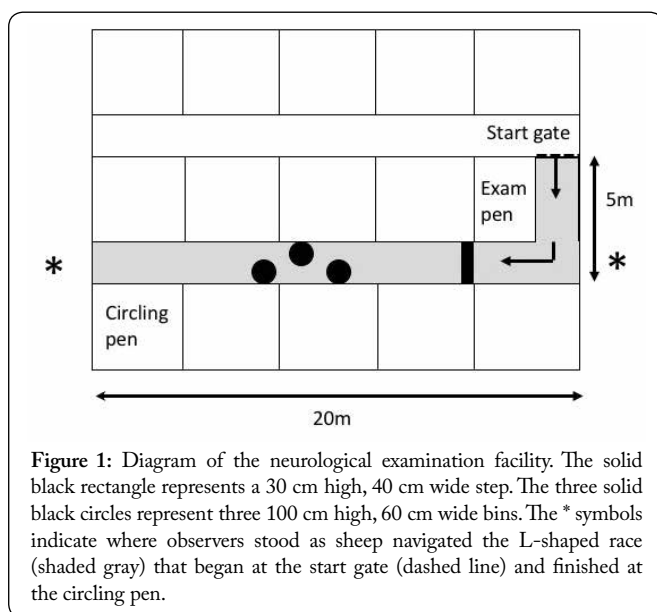 Start gate
Exam
pen
5m
*
*
Circling
pen
20m
Figure 1: Diagram of the neurological examination facility. The solid
black rectangle represents a 30 cm high, 40 cm wide step. The three solid
black circles represent three 100 cm high, 60 cm wide bins. The * symbols
indicate where observers stood as sheep navigated the L-shaped race
(shaded gray) that began at the start gate (dashed line) and finished at
the circling pen.